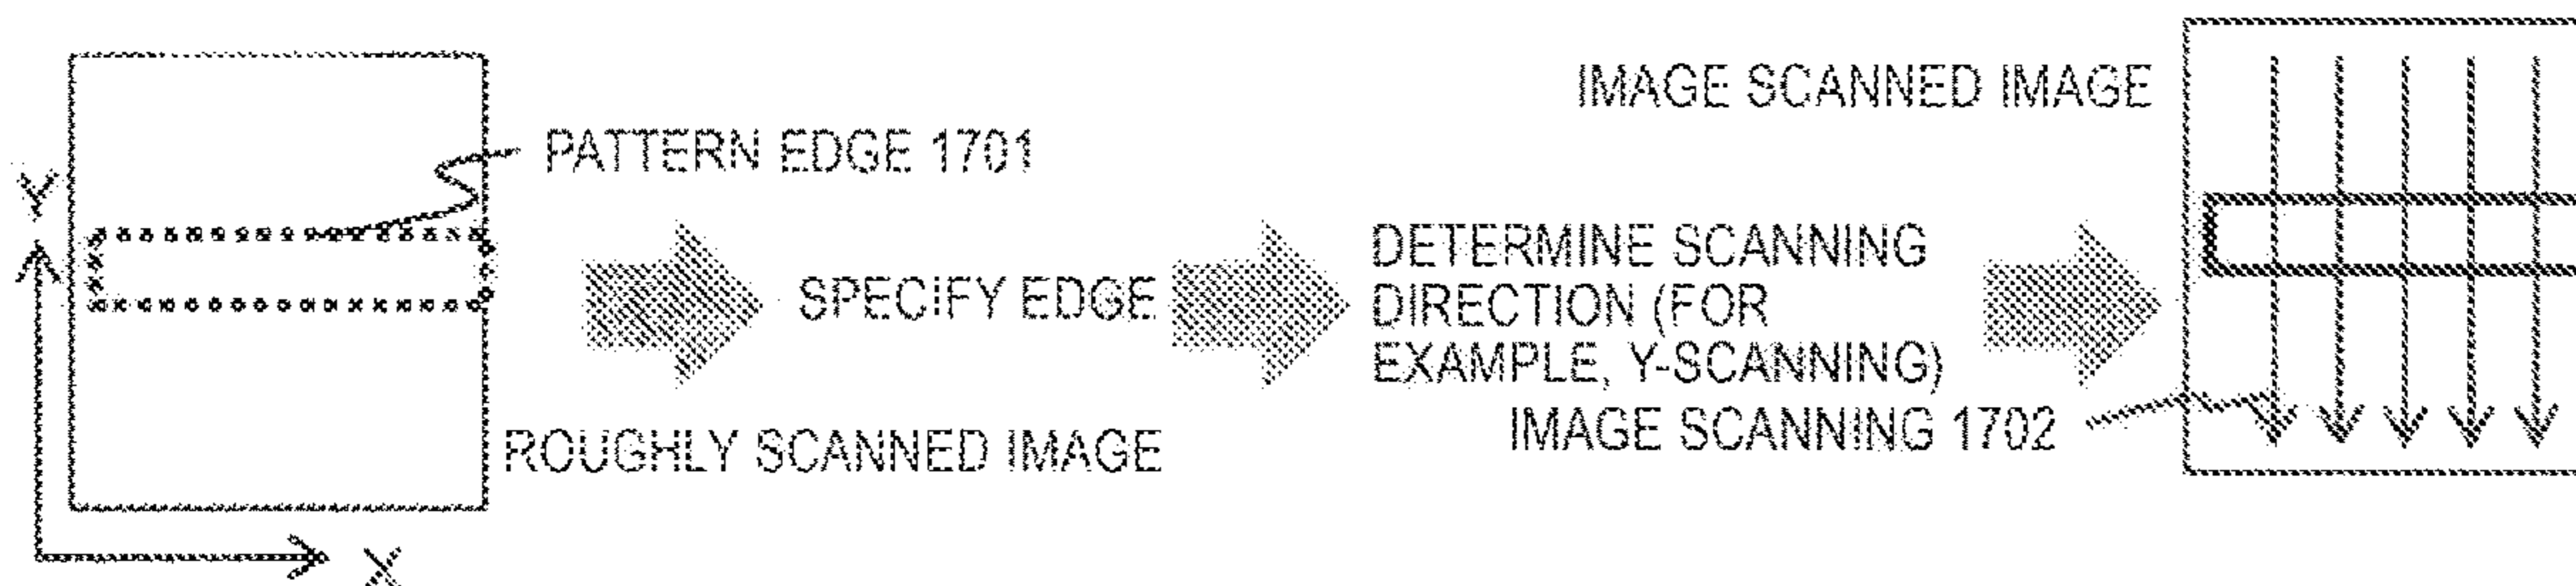 IMAGE SCANNED IMAGE
PATTERN EDGE 1701
Y
SPECIFY EDGE
DETERMINE SCANNING
DIRECTION (FOR
EXAMPLE, Y-SCANNING)
IMAGE SCANNING 1702
ROUGHLY SCANNED IMAGE
X